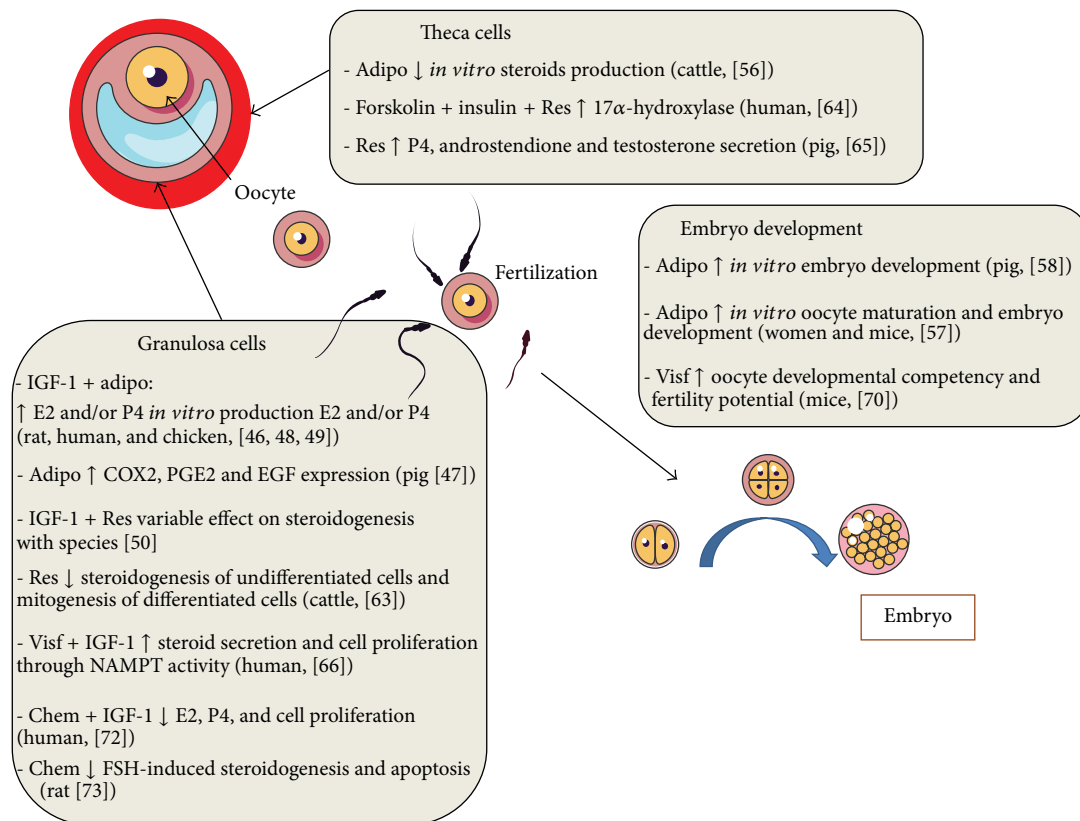 Theca cells
- Adipo ↓ in vitro steroids production (cattle, [56])
- Forskolin + insulin + Res ↑ 17α-hydroxylase (human, [64])
- Res ↑ P4, androstendione and testosterone secretion (pig, [65])
Oocyte
Fertilization
Embryo development
- Adipo ↑ in vitro embryo development (pig, [58])
- Adipo ↑ in vitro oocyte maturation and embryo
development (women and mice, [57])
- Visf ↑ oocyte developmental competency and
fertility potential (mice, [70])
Granulosa cells
- IGF-1 + adipo:
↑ E2 and/or P4 in vitro production E2 and/or P4
(rat, human, and chicken, [46, 48, 49])
- Adipo ↑ COX2, PGE2 and EGF expression (pig [47])
- IGF-1 + Res variable effect on steroidogenesis
with species [50]
- Res ↓ steroidogenesis of undifferentiated cells and
mitogenesis of differentiated cells (cattle, [63])
- Visf + IGF-1 ↑ steroid secretion and cell proliferation
through NAMPT activity (human, [66])
- Chem + IGF-1 ↓ E2, P4, and cell proliferation
(human, [72])
- Chem ↓ FSH-induced steroidogenesis and apoptosis
(rat [73])
Embryo